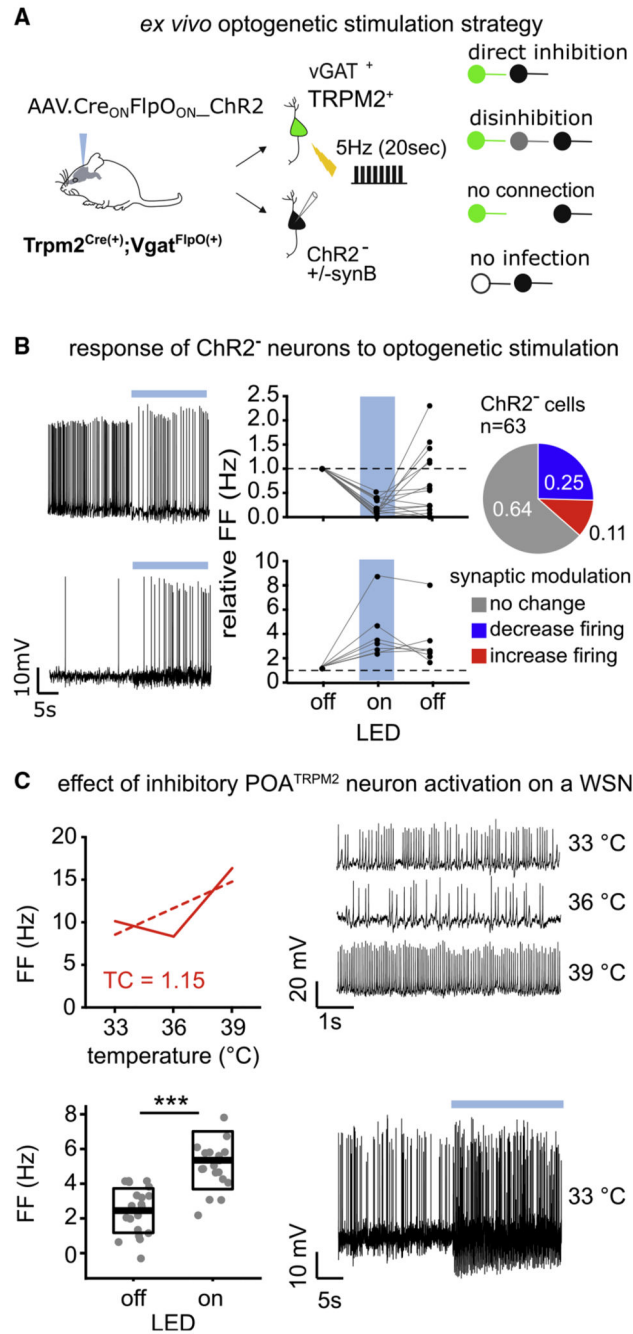 A
ex vivo optogenetic stimulation strategy
AAV.CreONFlpOON_ChR2
Trpm2Cre(+);VgatFlpO(+)
vGAT +
TRPM2+
5Hz (20sec)
ChR2-
+/-synB
direct inhibition
disinhibition
no connection
no infection
B
response of ChR2- neurons to optogenetic stimulation
10mV
5s
relative FF (Hz)
2.5
2.0
1.5
1.0
0.5
0.0
10
8
6
4
2
off
on
off
LED
ChR2- cells
n=63
0.25
0.64
0.11
synaptic modulation
no change
decrease firing
increase firing
C
effect of inhibitory POATRPM2 neuron activation on a WSN
FF (Hz)
20
15
10
5
0
TC = 1.15
33
36
39
temperature (°C)
33 °C
36 °C
39 °C
20 mV
1s
FF (Hz)
8
6
4
2
0
***
off
on
LED
33 °C
10 mV
5s